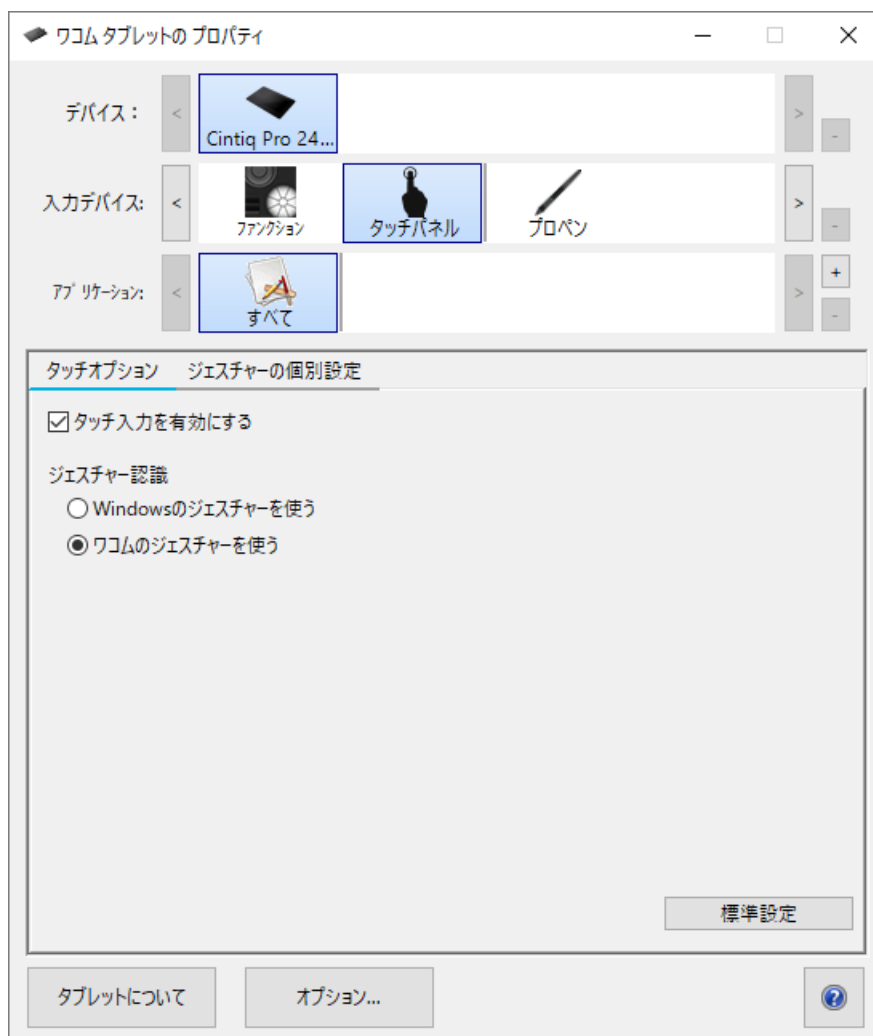 ワコム タブレットの プロパティ
デバイス：
Cintiq Pro 24...
入力デバイス:
ファンクション
タッチパネル
プロペン
アプリケーション:
すべて
タッチオプション
ジェスチャーの個別設定
タッチ入力を有効にする
ジェスチャー認識
Windowsのジェスチャーを使う
ワコムのジェスチャーを使う
標準設定
タブレットについて
オプション...